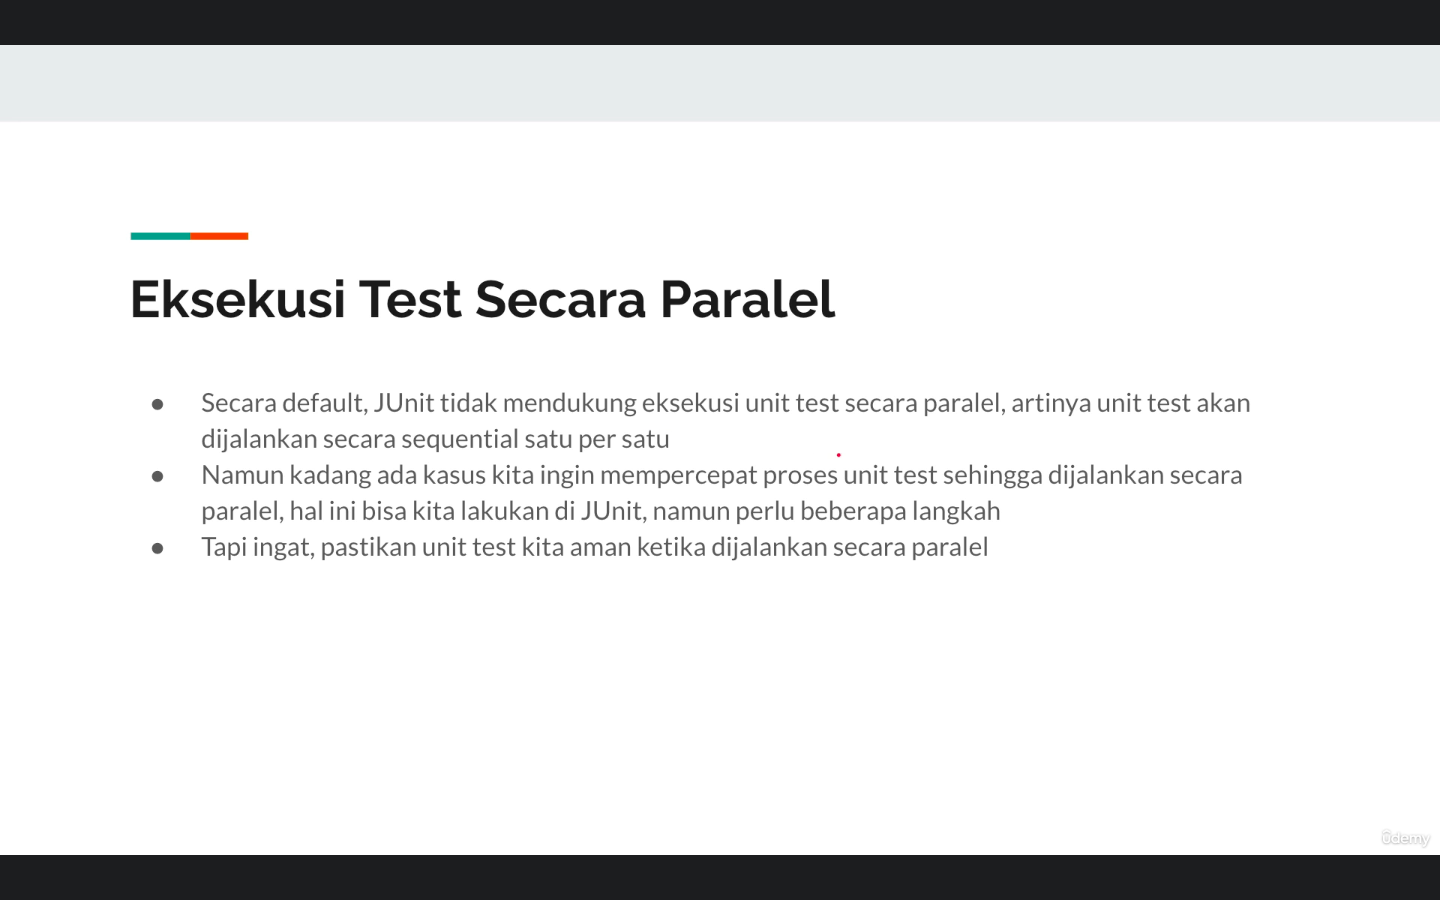 Eksekusi Test Secara Paralel
● Secara default, JUnit tidak mendukung eksekusi unit test secara paralel, artinya unit test akan
dijalankan secara sequential satu per satu
● Namun kadang ada kasus kita ingin mempercepat proses unit test sehingga dijalankan secara
paralel, hal ini bisa kita lakukan di JUnit, namun perlu beberapa langkah
● Tapi ingat, pastikan unit test kita aman ketika dijalankan secara paralel
ûdemy